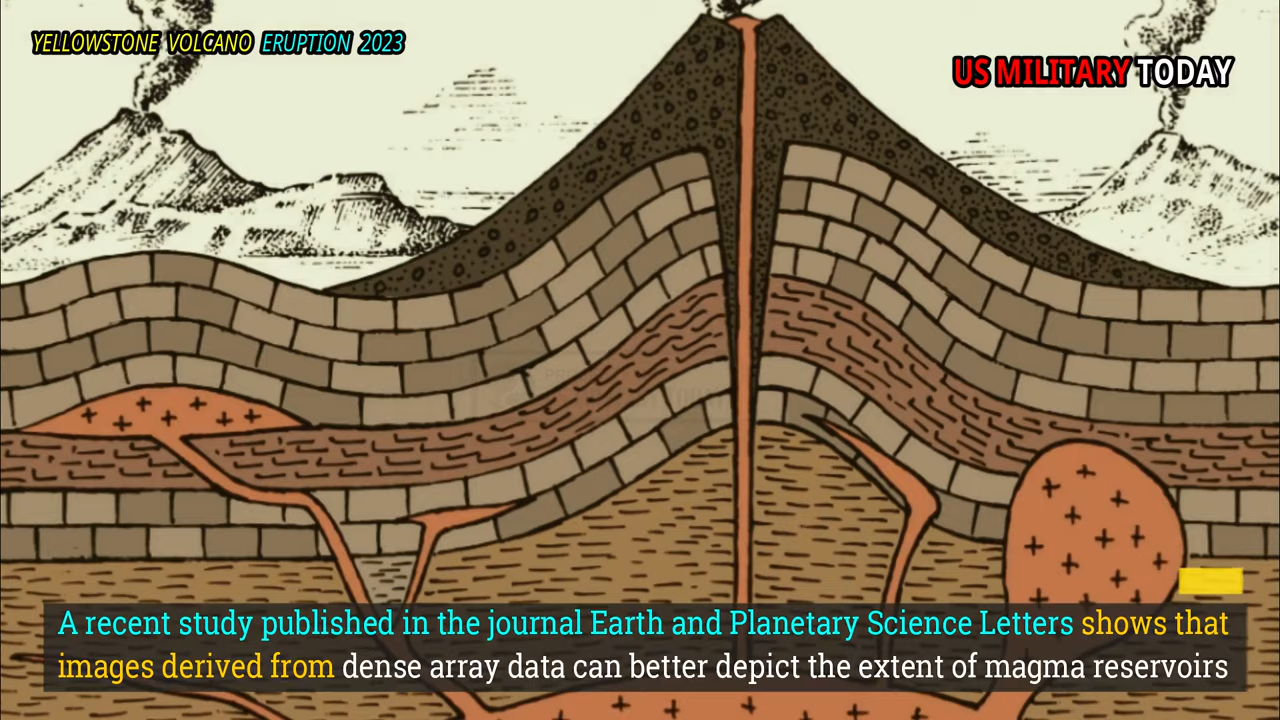 YELLOWSTONE VOLCANO ERUPTION 2023
US MILITARY TODAY
A recent study published in the journal Earth and Planetary Science Letters shows that
images derived from dense array data can better depict the extent of magma reservoirs